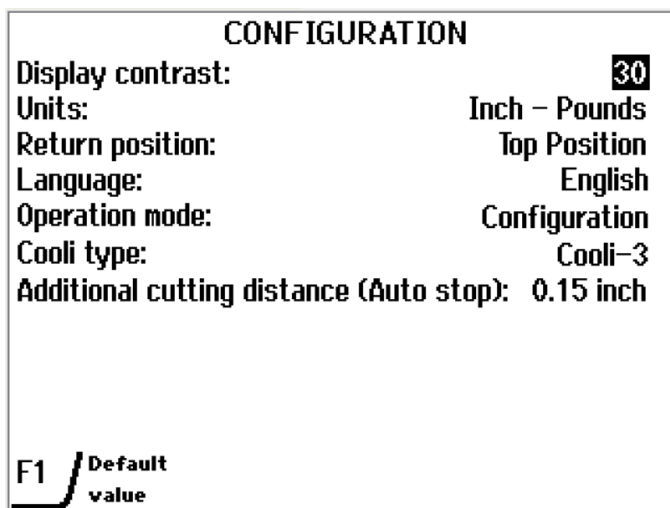 CONFIGURATION
Display contrast: 30
Units: Inch – Pounds
Return position: Top Position
Language: English
Operation mode: Configuration
Cooli type: Cooli–3
Additional cutting distance (Auto stop): 0.15 inch
F1 Default
value